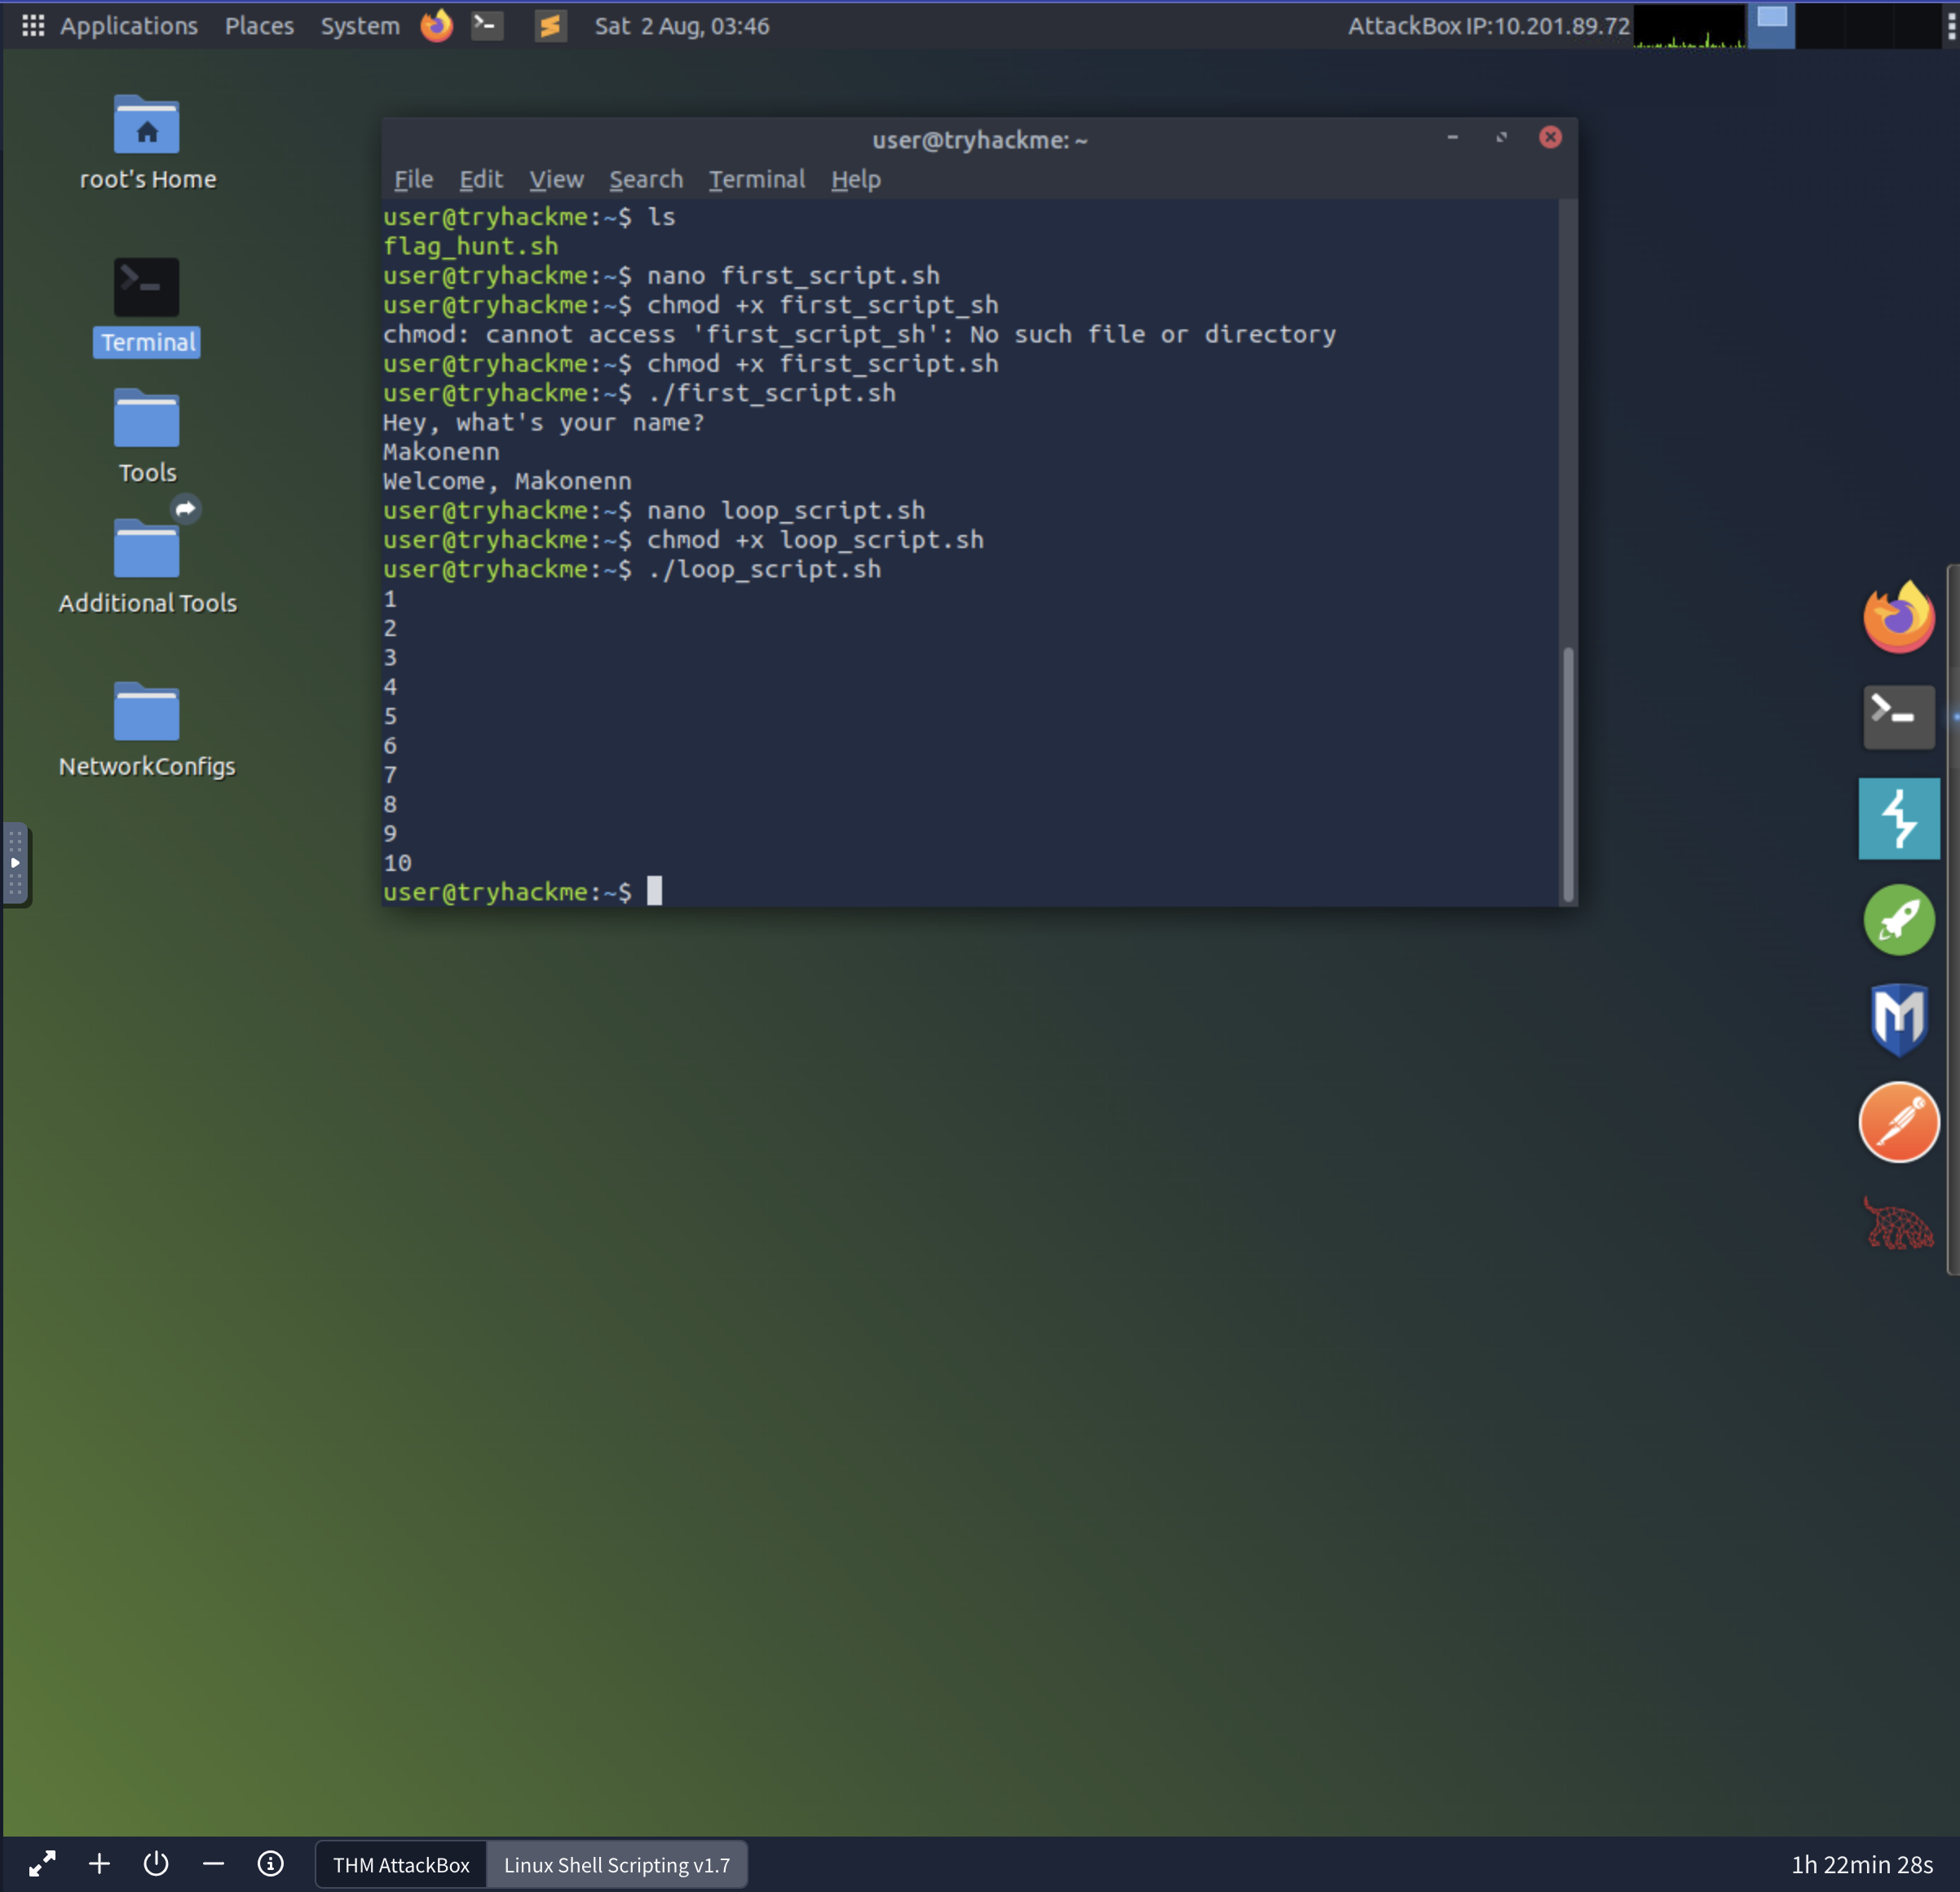 Applications Places System Sat 2 Aug, 03:46 AttackBox IP:10.201.89.72
root's Home
Terminal
Tools
Additional Tools
NetworkConfigs
user@tryhackme: ~
File Edit View Search Terminal Help
user@tryhackme:~$ ls
flag_hunt.sh
user@tryhackme:~$ nano first_script.sh
user@tryhackme:~$ chmod +x first_script_sh
chmod: cannot access 'first_script_sh': No such file or directory
user@tryhackme:~$ chmod +x first_script.sh
user@tryhackme:~$ ./first_script.sh
Hey, what's your name?
Makonenn
Welcome, Makonenn
user@tryhackme:~$ nano loop_script.sh
user@tryhackme:~$ chmod +x loop_script.sh
user@tryhackme:~$ ./loop_script.sh
1
2
3
4
5
6
7
8
9
10
user@tryhackme:~$
THM AttackBox Linux Shell Scripting v1.7 1h 22min 28s